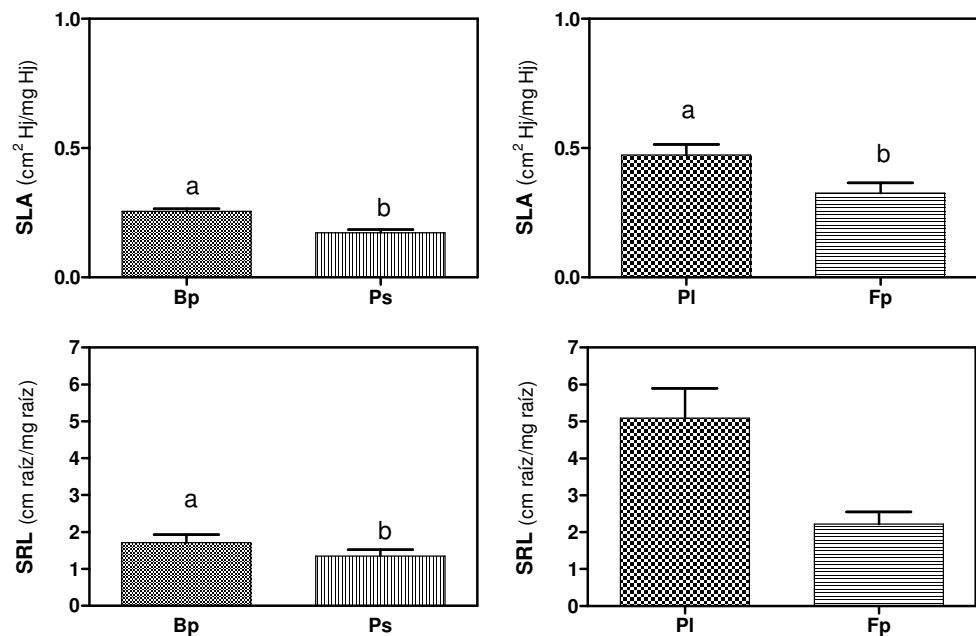 SLA (cm² Hj/mg Hj)
1.0
0.5
0.0
a
b
Bp
Ps
SLA (cm² Hj/mg Hj)
1.0
0.5
0.0
a
b
Pl
Fp
SRL (cm raíz/mg raíz)
7
6
5
4
3
2
1
0
a
b
Bp
Ps
SRL (cm raíz/mg raíz)
7
6
5
4
3
2
1
0
Pl
Fp